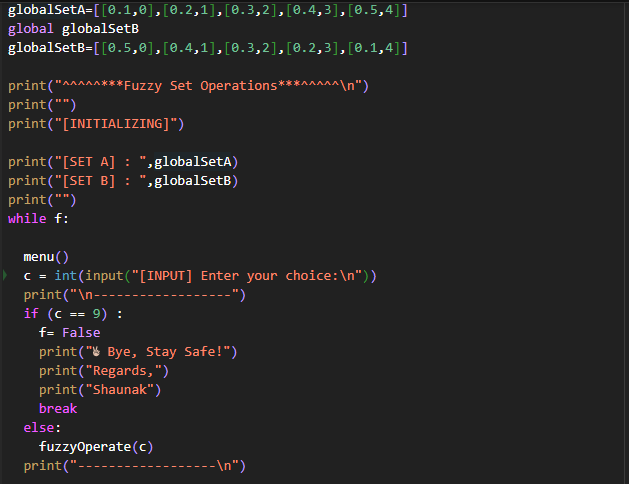 globalSetA=[[0.1,0],[0.2,1],[0.3,2],[0.4,3],[0.5,4]]
global globalSetB
globalSetB=[[0.5,0],[0.4,1],[0.3,2],[0.2,3],[0.1,4]]
print("^^^^^***Fuzzy Set Operations***^^^^^\n")
print("")
print("[INITIALIZING]")
print("[SET A] : ",globalSetA)
print("[SET B] : ",globalSetB)
print("")
while f:
menu()
c = int(input("[INPUT] Enter your choice:\n"))
print("\n------------------")
if (c == 9) :
f= False
print("✌ Bye, Stay Safe!")
print("Regards,")
print("Shaunak")
break
else:
fuzzyOperate(c)
print("------------------\n")